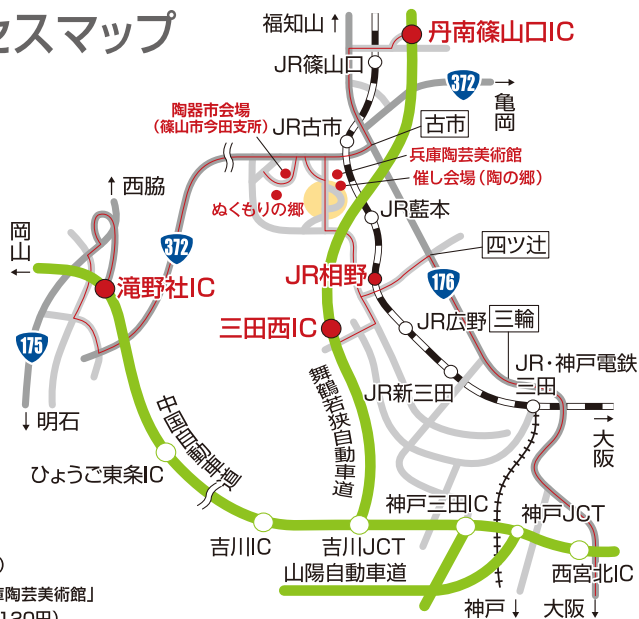 セスマップ
福知山↑
丹南篠山口IC
JR篠山口
372
→
亀岡
陶器市会場
(篠山市今田支所)
JR古市
古市
兵庫陶芸美術館
催し会場(陶の郷)
↑西脇
ぬくもりの郷
JR藍本
岡山
←
372
四ツ辻
滝野社IC
JR相野
176
三田西IC
JR広野
三輪
175
JR・神戸電鉄
三田
JR新三田
↓明石
舞鶴若狭自動車道
中国自動車道
→
大阪
ひょうご東条IC
神戸三田IC
神戸JCT
吉川IC
吉川JCT
西宮北IC
山陽自動車道
)
庫陶芸美術館」
120円)
神戸↓
大阪↓